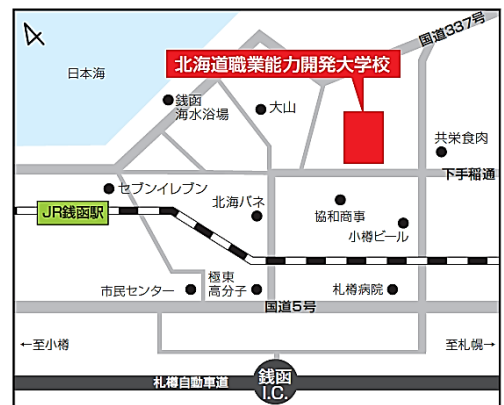 国道337号
北海道職業能力開発大学校
日本海
銭函
海水浴場
大山
共栄食肉
下手稲通
セブンイレブン
JR銭函駅
北海バネ
協和商事
小樽ビール
市民センター
極東
高分子
札樽病院
国道5号
←至小樽
至札幌→
札樽自動車道
銭函
I.C.